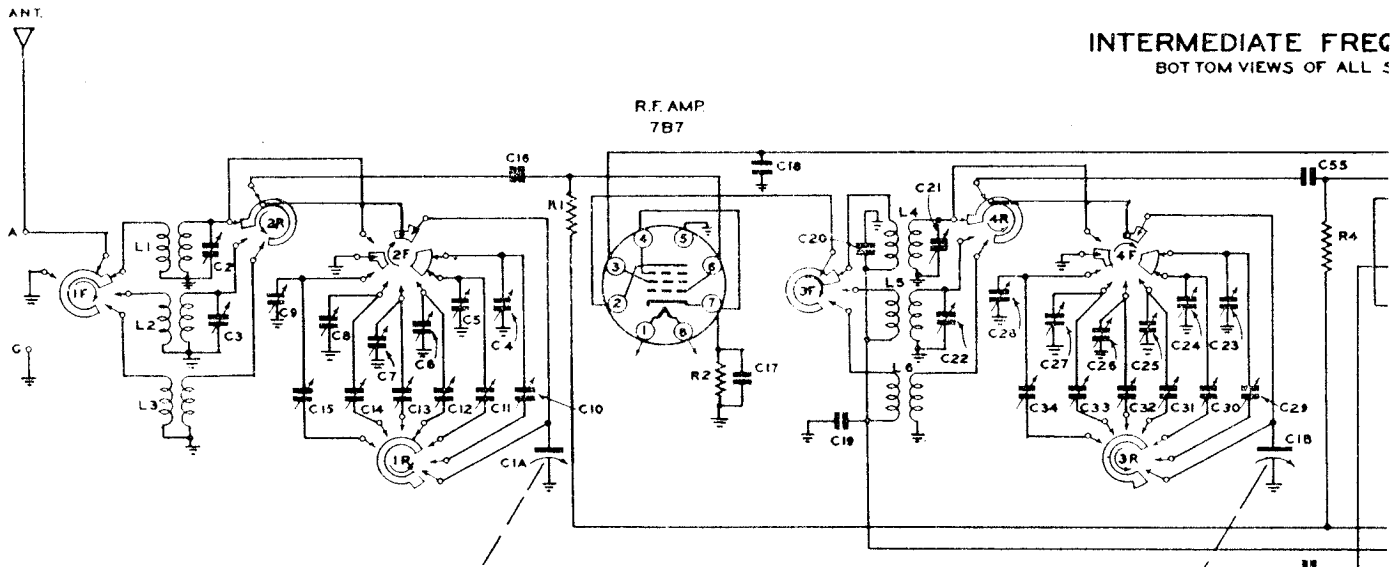 ANT.
INTERMEDIATE FREQ
BOTTOM VIEWS OF ALL S
R.F. AMP.
7B7
C16
C18
C55
R1
C21
A
L1
2R
C2
2F
4
5
3
6
2
7
1
8
C20
L4
4R
4F
R4
1F
L2
C3
C9
C8
C7
C6
C5
C4
3F
L5
C22
C28
C27
C26
C25
C24
C23
G
L3
C15
C14
C13
C12
C11
C10
R2
C17
L6
C34
C33
C32
C31
C30
C29
C19
1R
C1A
3R
C1B